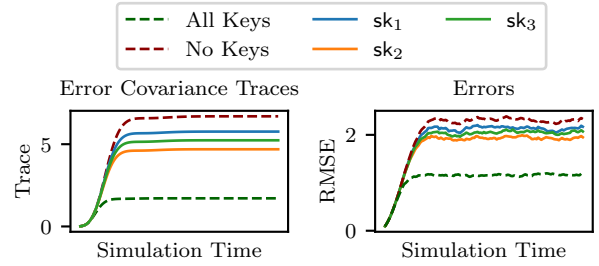 All Keys sk1 sk3
No Keys sk2
Error Covariance Traces
Trace
5
0
Simulation Time
Errors
RMSE
2
0
Simulation Time